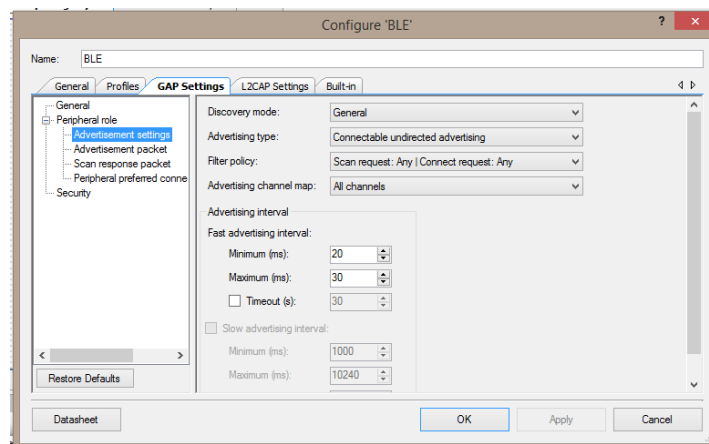 Configure 'BLE'
Name: BLE
General Profiles GAP Settings L2CAP Settings Built-in
General
Peripheral role
Advertisement settings
Advertisement packet
Scan response packet
Peripheral preferred conne
Security
Restore Defaults
Discovery mode: General
Advertising type: Connectable undirected advertising
Filter policy: Scan request: Any | Connect request: Any
Advertising channel map: All channels
Advertising interval
Fast advertising interval:
Minimum (ms): 20
Maximum (ms): 30
Timeout (s): 30
Slow advertising interval:
Minimum (ms): 1000
Maximum (ms): 10240
Datasheet OK Apply Cancel